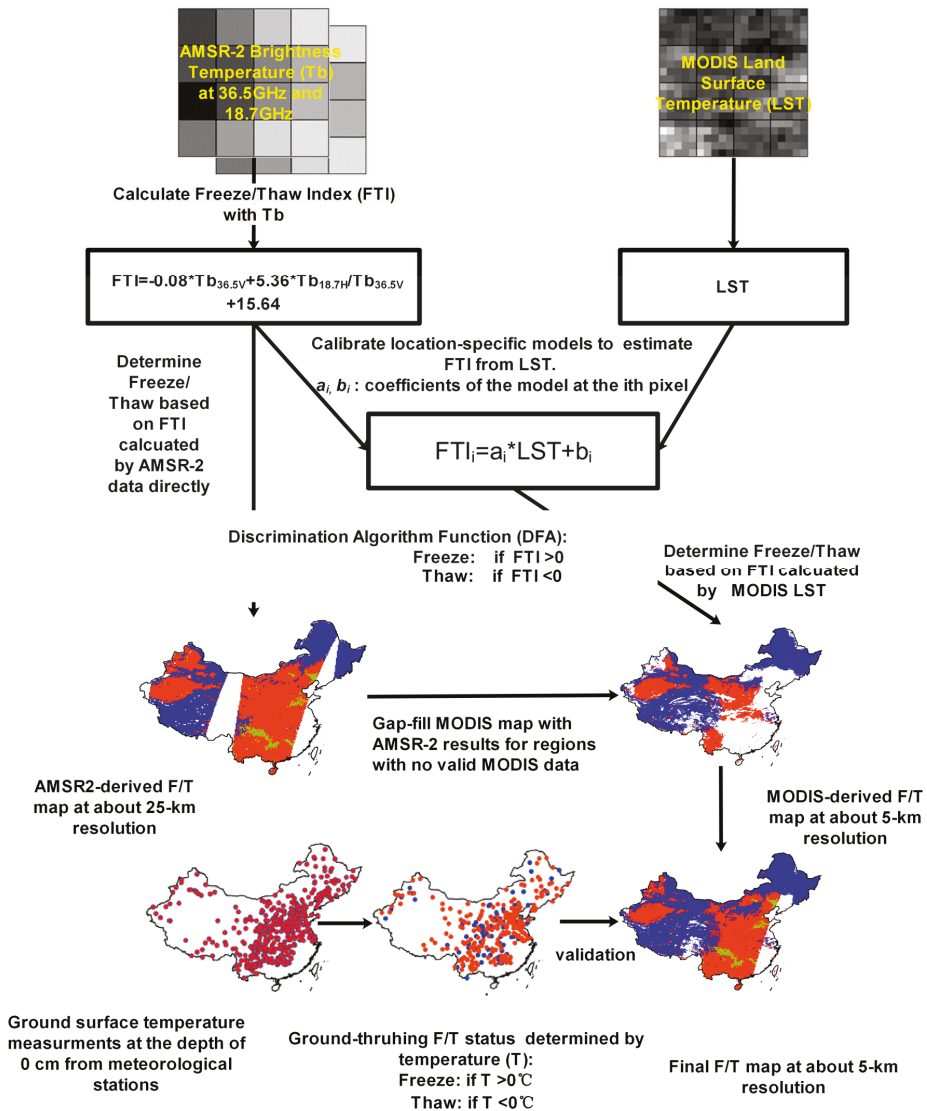 AMSR-2 Brightness
Temperature (Tb)
at 36.5GHz and
18.7GHz
MODIS Land
Surface
Temperature (LST)
Calculate Freeze/Thaw Index (FTI)
with Tb
FTI=-0.08*Tb36.5V+5.36*Tb18.7H/Tb36.5V
+15.64
LST
Calibrate location-specific models to estimate
FTI from LST.
ai, bi : coefficients of the model at the ith pixel
Determine
Freeze/
Thaw based
on FTI
calcuated
by AMSR-2
data directly
FTIi=ai*LST+bi
Discrimination Algorithm Function (DFA):
Freeze: if FTI >0
Thaw: if FTI <0
Determine Freeze/Thaw
based on FTI calcuated
by MODIS LST
Gap-fill MODIS map with
AMSR-2 results for regions
with no valid MODIS data
AMSR2-derived F/T
map at about 25-km
resolution
MODIS-derived F/T
map at about 5-km
resolution
validation
Ground surface temperature
measurments at the depth of
0 cm from meteorological
stations
Ground-thruhing F/T status determined by
temperature (T):
Freeze: if T >0℃
Thaw: if T <0℃
Final F/T map at about 5-km
resolution